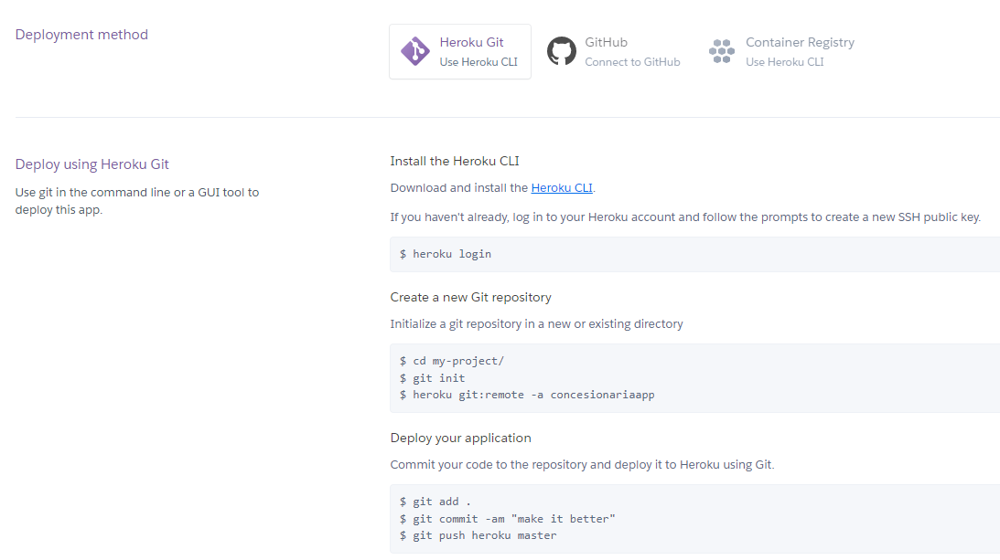 Deployment method
Heroku Git
Use Heroku CLI
GitHub
Connect to GitHub
Container Registry
Use Heroku CLI
Deploy using Heroku Git
Use git in the command line or a GUI tool to
deploy this app.
Install the Heroku CLI
Download and install the Heroku CLI.
If you haven't already, log in to your Heroku account and follow the prompts to create a new SSH public key.
$ heroku login
Create a new Git repository
Initialize a git repository in a new or existing directory
$ cd my-project/
$ git init
$ heroku git:remote -a concesionariaapp
Deploy your application
Commit your code to the repository and deploy it to Heroku using Git.
$ git add .
$ git commit -am "make it better"
$ git push heroku master